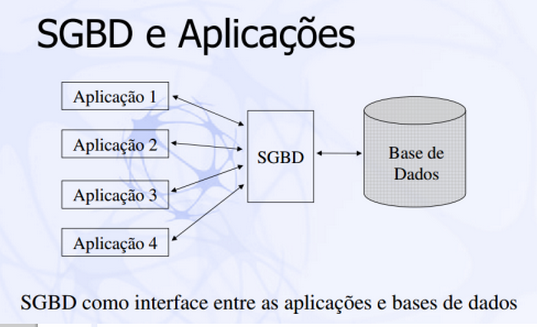 SGBD e Aplicações
Aplicação 1
Aplicação 2
Aplicação 3
Aplicação 4
SGBD
Base de
Dados
SGBD como interface entre as aplicações e bases de dados